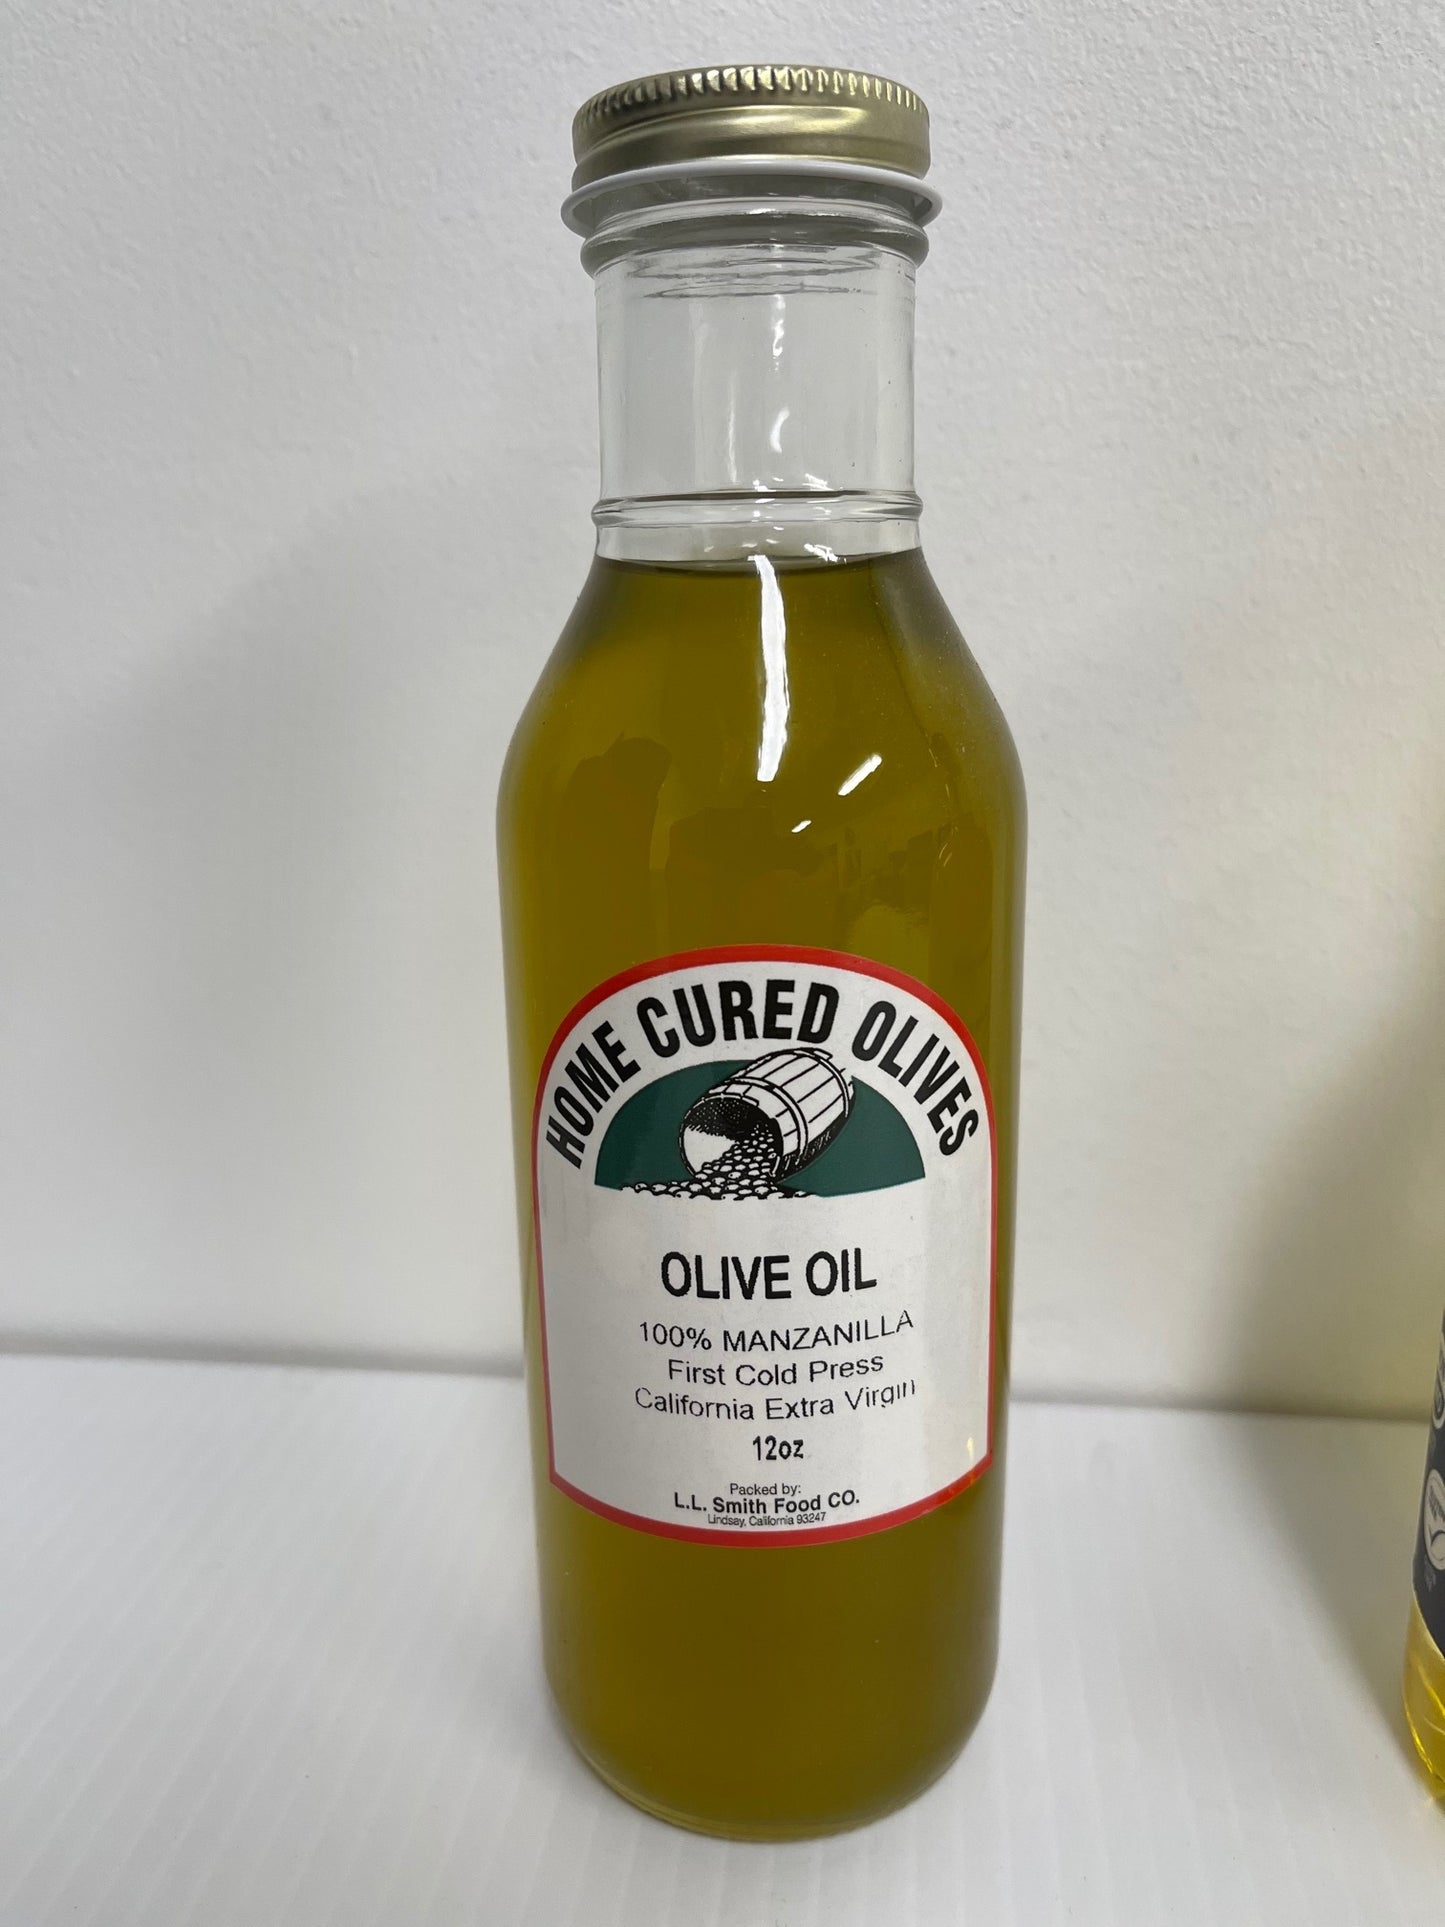 HOME CURED OLIVES
OLIVE OIL
100% MANZANILLA
First Cold Press
California Extra Virgin
12oz
Packed by:
L.L. Smith Food CO.
Lindsay, California 93247